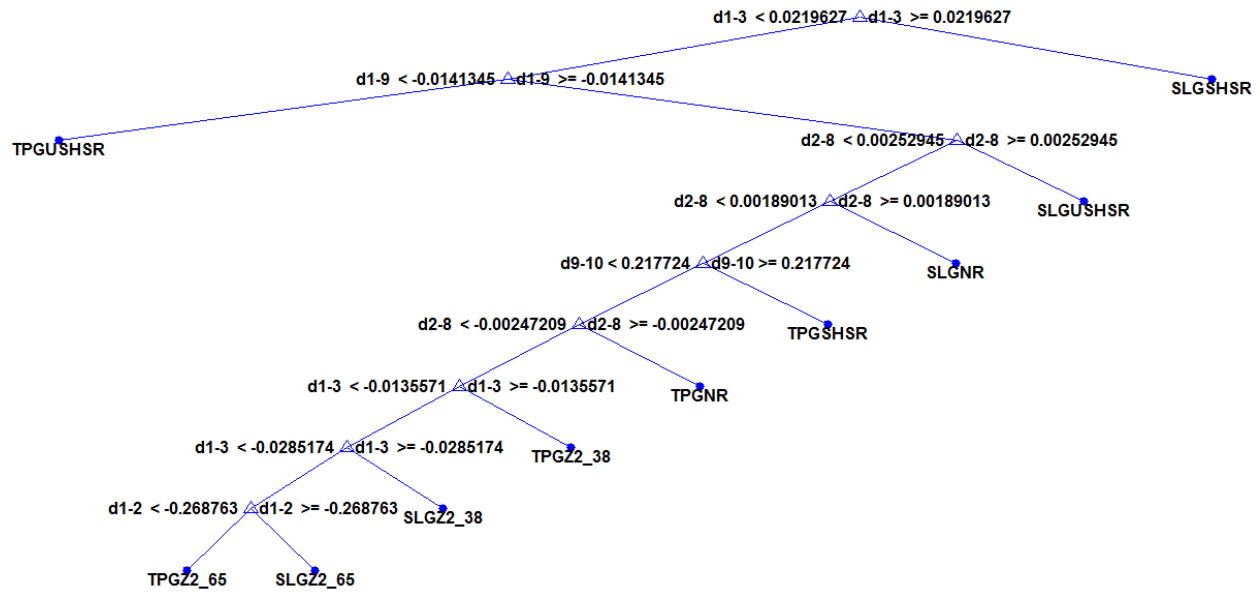 d1-3 < 0.0219627 d1-3 >= 0.0219627
d1-9 < -0.0141345 d1-9 >= -0.0141345
SLGSHSR
TPGUSHSR
d2-8 < 0.00252945 d2-8 >= 0.00252945
d2-8 < 0.00189013 d2-8 >= 0.00189013
SLGUSHSR
d9-10 < 0.217724 d9-10 >= 0.217724
SLGNR
d2-8 < -0.00247209 d2-8 >= -0.00247209
TPGSHSR
d1-3 < -0.0135571 d1-3 >= -0.0135571
TPGNR
d1-3 < -0.0285174 d1-3 >= -0.0285174
TPGZ2_38
d1-2 < -0.268763 d1-2 >= -0.268763
SLGZ2_38
TPGZ2_65 SLGZ2_65